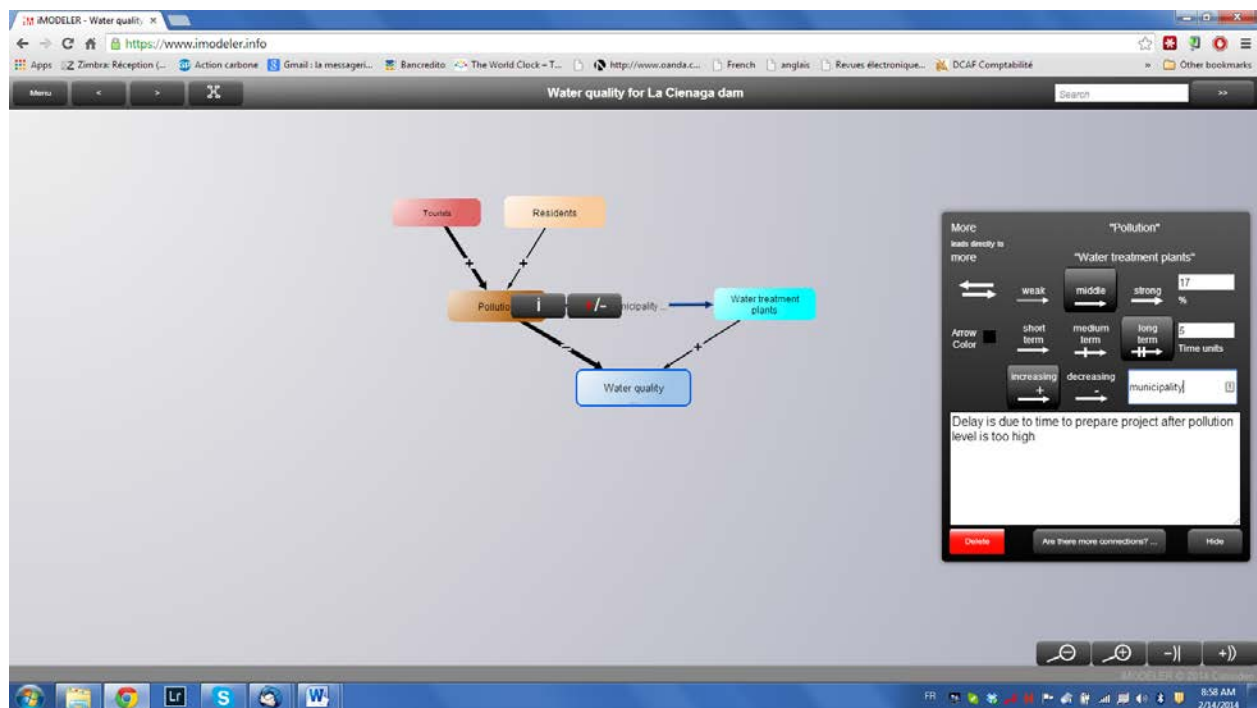 iMODELER - Water quality
https://www.imodeler.info
Apps Zimbra: Réception (... Action carbone Gmail : la messageri... Bancredito The World Clock – T... http://www.oanda.c... French anglais Revues électronique... DCAF Comptabilité » Other bookmarks
Menu < > Water quality for La Cienaga dam Search >>
Tourists Residents
+ +
Pollutio i +/- nicipality ... Water treatment plants
– +
Water quality
More "Pollution"
leads directly to
more "Water treatment plants"
weak middle strong 17
%
Arrow Color short term medium term long term 5
Time units
increasing decreasing municipality
+ -
Delay is due to time to prepare project after pollution
level is too high
Delete Are there more connections? ... Hide
-)| +))
Lr S W FR 8:58 AM
2/14/2014